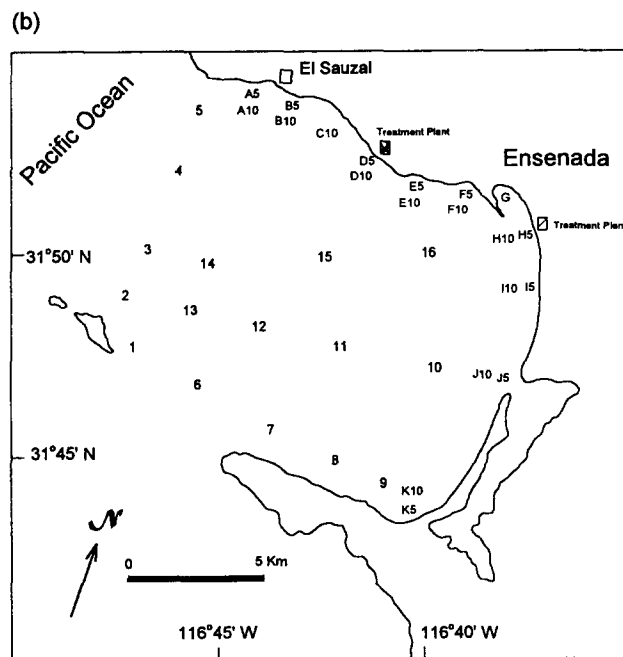 (b)
El Sauzal
Pacific Ocean
A5
5
A10
B5
B10
C10
Treatment Plant
D5
D10
Ensenada
4
E5
E10
F5
F10
G
Treatment Plant
H10 H5
31°50' N
3
14
15
16
2
I10 I5
13
12
1
11
10
J10 J5
6
7
8
31°45' N
9
K10
K5
N
0 5 Km
116°45' W 116°40' W